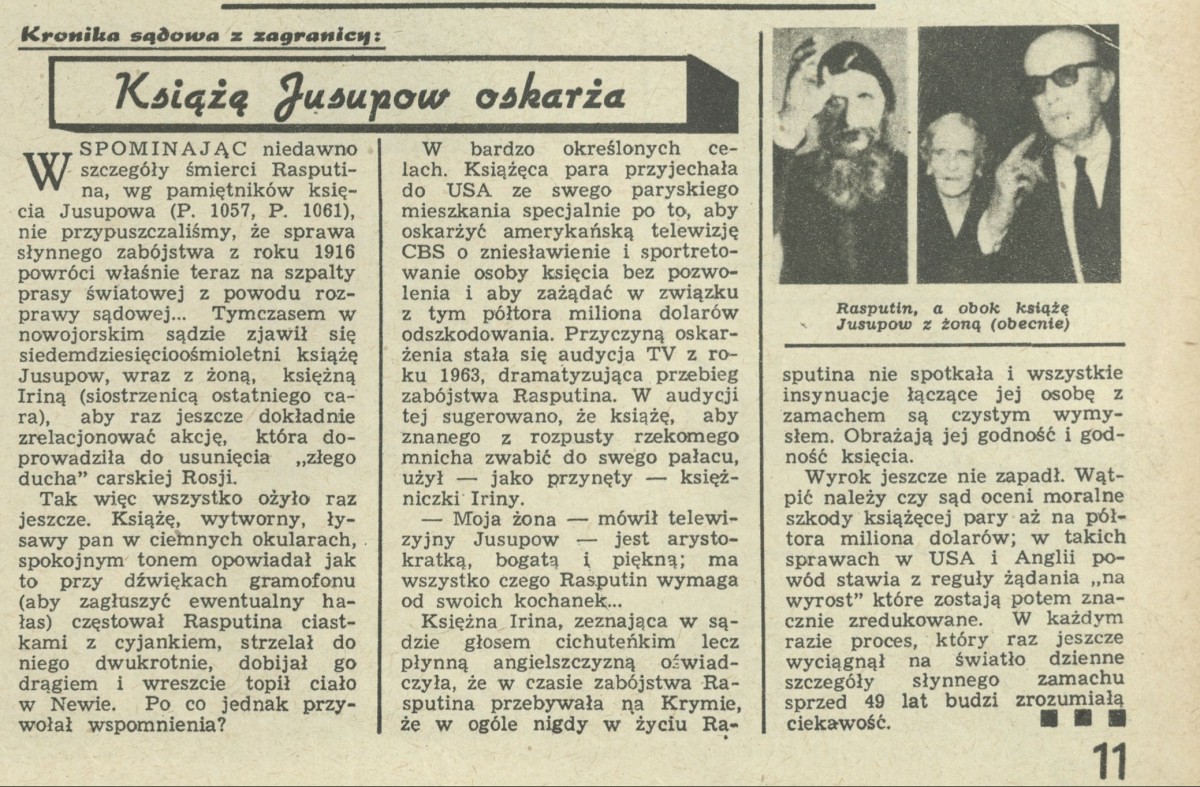 Kronika sądowa z zagranicy:
Książę Jusupow oskarża
WSPOMINAJĄC niedawno
szczegóły śmierci Rasputi-
na, wg pamiętników księ-
cia Jusupowa (P. 1057, P. 1061),
nie przypuszczaliśmy, że sprawa
słynnego zabójstwa z roku 1916
powróci właśnie teraz na szpalty
prasy światowej z powodu roz-
prawy sądowej... Tymczasem w
nowojorskim sądzie zjawił się
siedemdziesięcioośmioletni książę
Jusupow, wraz z żoną, księżną
Iriną (siostrzenicą ostatniego ca-
ra), aby raz jeszcze dokładnie
zrelacjonować akcję, która do-
prowadziła do usunięcia „złego
ducha" carskiej Rosji.
Tak więc wszystko ożyło raz
jeszcze. Książę, wytworny, ły-
sawy pan w ciemnych okularach,
spokojnym tonem opowiadał jak
to przy dźwiękach gramofonu
(aby zagłuszyć ewentualny ha-
łas) częstował Rasputina ciast-
kami z cyjankiem, strzelał do
niego dwukrotnie, dobijał go
drągiem i wreszcie topił ciało
w Newie. Po co jednak przy-
wołał wspomnienia?
W bardzo określonych ce-
lach. Książęca para przyjechała
do USA ze swego paryskiego
mieszkania specjalnie po to, aby
oskarżyć amerykańską telewizję
CBS o zniesławienie i sportreto-
wanie osoby księcia bez pozwo-
lenia i aby zażądać w związku
z tym półtora miliona dolarów
odszkodowania. Przyczyną oskar-
żenia stała się audycja TV z ro-
ku 1963, dramatyzująca przebieg
zabójstwa Rasputina. W audycji
tej sugerowano, że książę, aby
znanego z rozpusty rzekomego
mnicha zwabić do swego pałacu,
użył — jako przynęty — księż-
niczki Iriny.
— Moja żona — mówił telewi-
zyjny Jusupow — jest arysto-
kratką, bogatą i piękną; ma
wszystko czego Rasputin wymaga
od swoich kochanek...
Księżna Irina, zeznająca w są-
dzie głosem cichuteńkim lecz
płynną angielszczyzną oświad-
czyła, że w czasie zabójstwa Ra-
sputina przebywała na Krymie,
że w ogóle nigdy w życiu Ra-
Rasputin, a obok książę
Jusupow z żoną (obecnie)
sputina nie spotkała i wszystkie
insynuacje łączące jej osobę z
zamachem są czystym wymy-
słem. Obrażają jej godność i god-
ność księcia.
Wyrok jeszcze nie zapadł. Wąt-
pić należy czy sąd oceni moralne
szkody książęcej pary aż na pół-
tora miliona dolarów; w takich
sprawach w USA i Anglii po-
wód stawia z reguły żądania „na
wyrost" które zostają potem zna-
cznie zredukowane. W każdym
razie proces, który raz jeszcze
wyciągnął na światło dzienne
szczegóły słynnego zamachu
sprzed 49 lat budzi zrozumiałą
ciekawość.
11